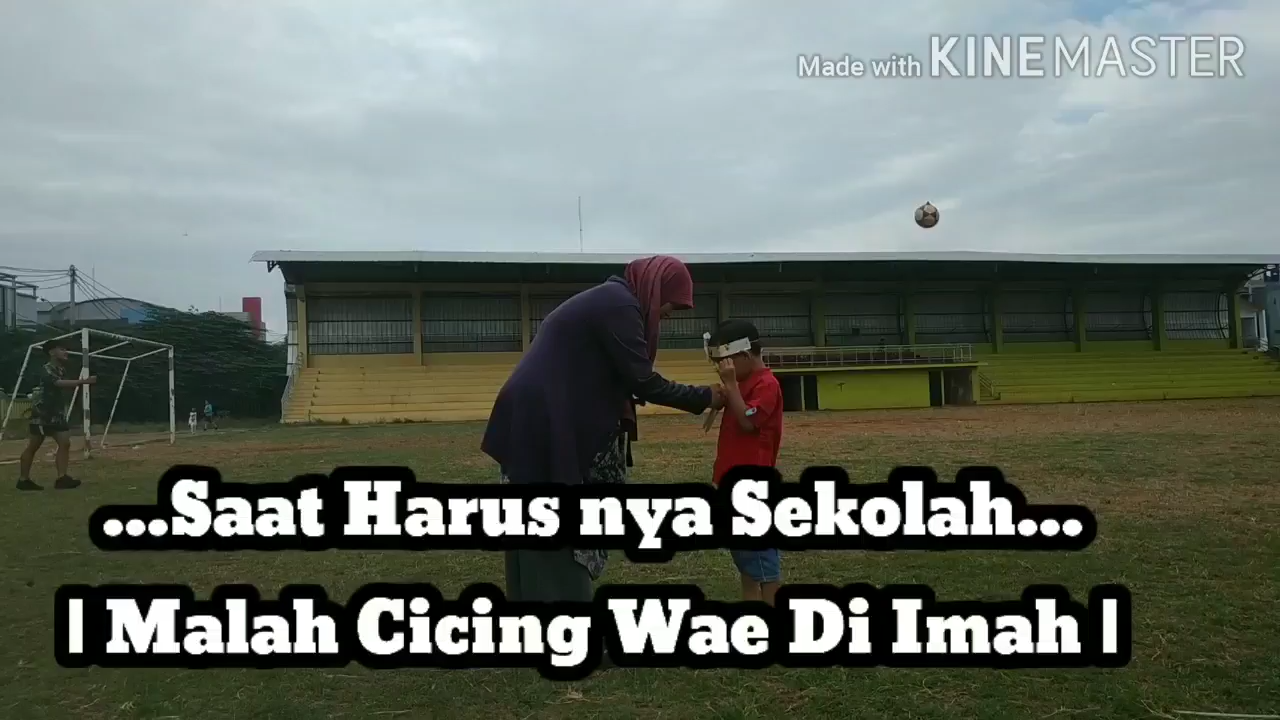 Made with KINEMASTER
...Saat Harus nya Sekolah...
| Malah Cicing Wae Di Imah |